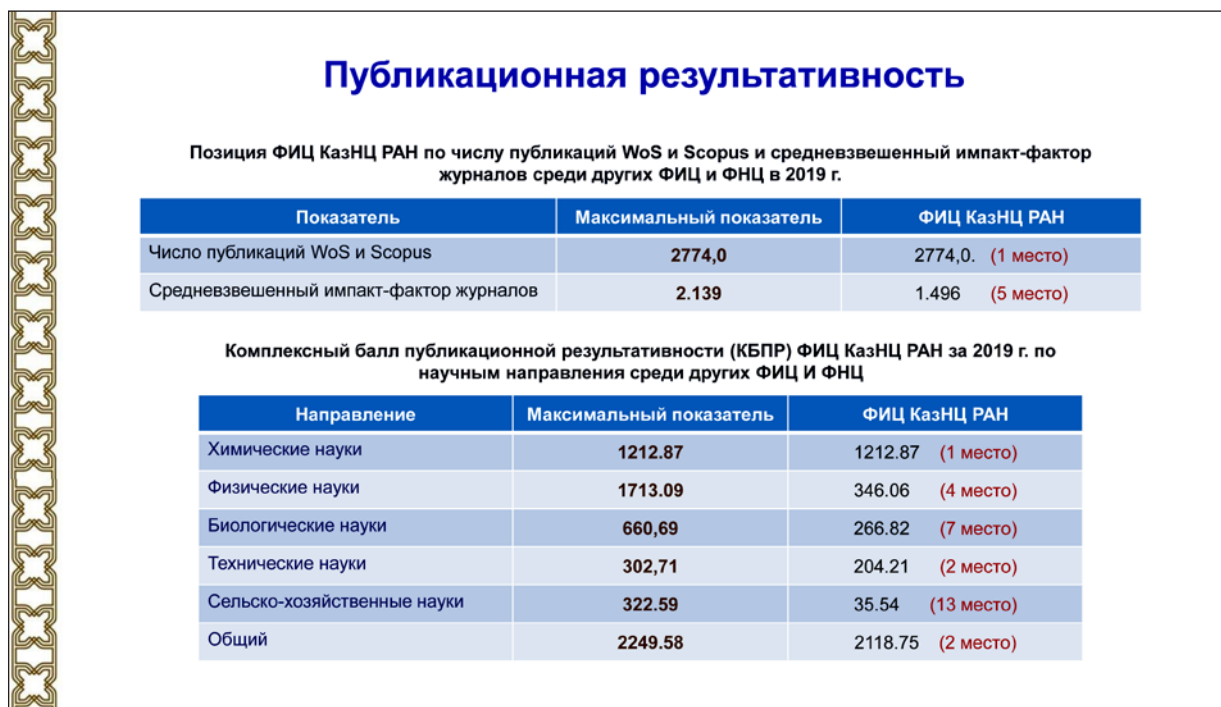 Публикационная результативность
Позиция ФИЦ КазНЦ РАН по числу публикаций WoS и Scopus и средневзвешенный импакт-фактор
журналов среди других ФИЦ и ФНЦ в 2019 г.
Показатель Максимальный показатель ФИЦ КазНЦ РАН
Число публикаций WoS и Scopus 2774,0 2774,0. (1 место)
Средневзвешенный импакт-фактор журналов 2.139 1.496 (5 место)
Комплексный балл публикационной результативности (КБПР) ФИЦ КазНЦ РАН за 2019 г. по
научным направления среди других ФИЦ И ФНЦ
Направление Максимальный показатель ФИЦ КазНЦ РАН
Химические науки 1212.87 1212.87 (1 место)
Физические науки 1713.09 346.06 (4 место)
Биологические науки 660,69 266.82 (7 место)
Технические науки 302,71 204.21 (2 место)
Сельско-хозяйственные науки 322.59 35.54 (13 место)
Общий 2249.58 2118.75 (2 место)